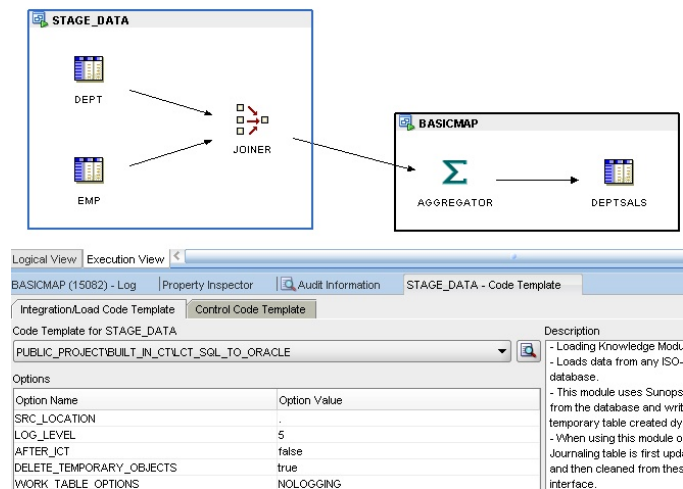 STAGE_DATA
DEPT
JOINER
EMP
BASICMAP
AGGREGATOR
DEPTSALS
Logical View Execution View
BASICMAP (15082) - Log Property Inspector Audit Information STAGE_DATA - Code Template
Integration/Load Code Template Control Code Template
Code Template for STAGE_DATA
PUBLIC_PROJECT\BUILT_IN_CT\LCT_SQL_TO_ORACLE
Options
Option Name Option Value
SRC_LOCATION .
LOG_LEVEL 5
AFTER_ICT false
DELETE_TEMPORARY_OBJECTS true
WORK_TABLE_OPTIONS NOLOGGING
Description
- Loading Knowledge Modu
- Loads data from any ISO-
database.
- This module uses Sunops
from the database and writ
temporary table created dy
- When using this module o
Journaling table is first upda
and then cleaned from thes
interface.